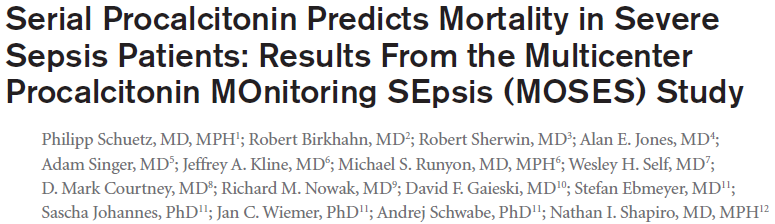 Serial Procalcitonin Predicts Mortality in Severe
Sepsis Patients: Results From the Multicenter
Procalcitonin MOnitoring SEpsis (MOSES) Study
Philipp Schuetz, MD, MPH¹; Robert Birkhahn, MD²; Robert Sherwin, MD³; Alan E. Jones, MD⁴;
Adam Singer, MD⁵; Jeffrey A. Kline, MD⁶; Michael S. Runyon, MD, MPH⁶; Wesley H. Self, MD⁷;
D. Mark Courtney, MD⁸; Richard M. Nowak, MD⁹; David F. Gaieski, MD¹⁰; Stefan Ebmeyer, MD¹¹;
Sascha Johannes, PhD¹¹; Jan C. Wiemer, PhD¹¹; Andrej Schwabe, PhD¹¹; Nathan I. Shapiro, MD, MPH¹²